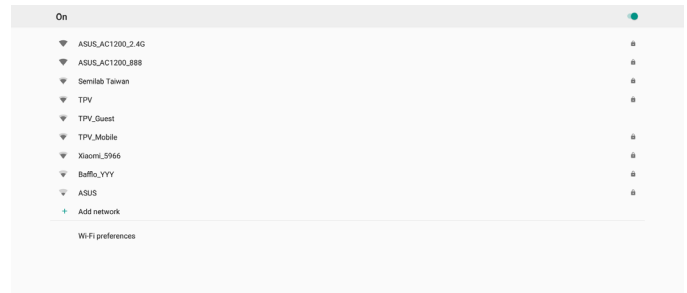 On
ASUS_AC1200_2.4G
ASUS_AC1200_888
Semilab Taiwan
TPV
TPV_Guest
TPV_Mobile
Xiaomi_5966
Bafflo_YYY
ASUS
+ Add network
Wi-Fi preferences